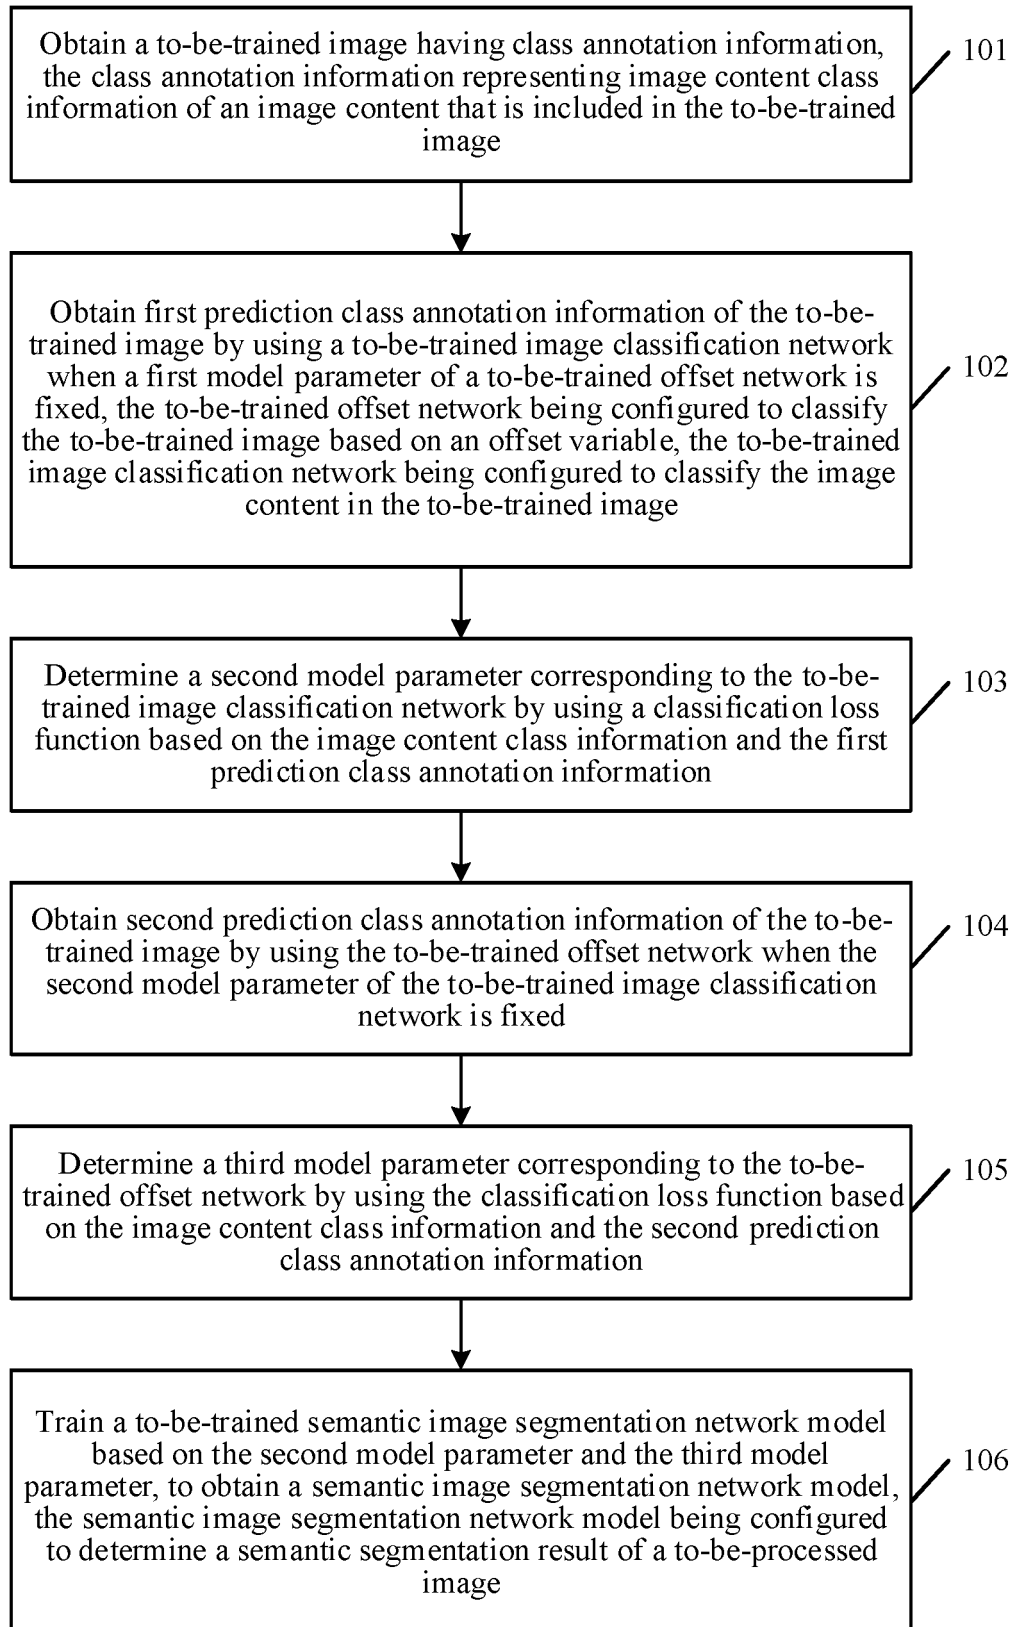 Obtain a to-be-trained image having class annotation information,
the class annotation information representing image content class
information of an image content that is included in the to-be-trained
image
101
Obtain first prediction class annotation information of the to-be-
trained image by using a to-be-trained image classification network
when a first model parameter of a to-be-trained offset network is
fixed, the to-be-trained offset network being configured to classify
the to-be-trained image based on an offset variable, the to-be-trained
image classification network being configured to classify the image
content in the to-be-trained image
102
Determine a second model parameter corresponding to the to-be-
trained image classification network by using a classification loss
function based on the image content class information and the first
prediction class annotation information
103
Obtain second prediction class annotation information of the to-be-
trained image by using the to-be-trained offset network when the
second model parameter of the to-be-trained image classification
network is fixed
104
Determine a third model parameter corresponding to the to-be-
trained offset network by using the classification loss function based
on the image content class information and the second prediction
class annotation information
105
Train a to-be-trained semantic image segmentation network model
based on the second model parameter and the third model
parameter, to obtain a semantic image segmentation network model,
the semantic image segmentation network model being configured
to determine a semantic segmentation result of a to-be-processed
image
106